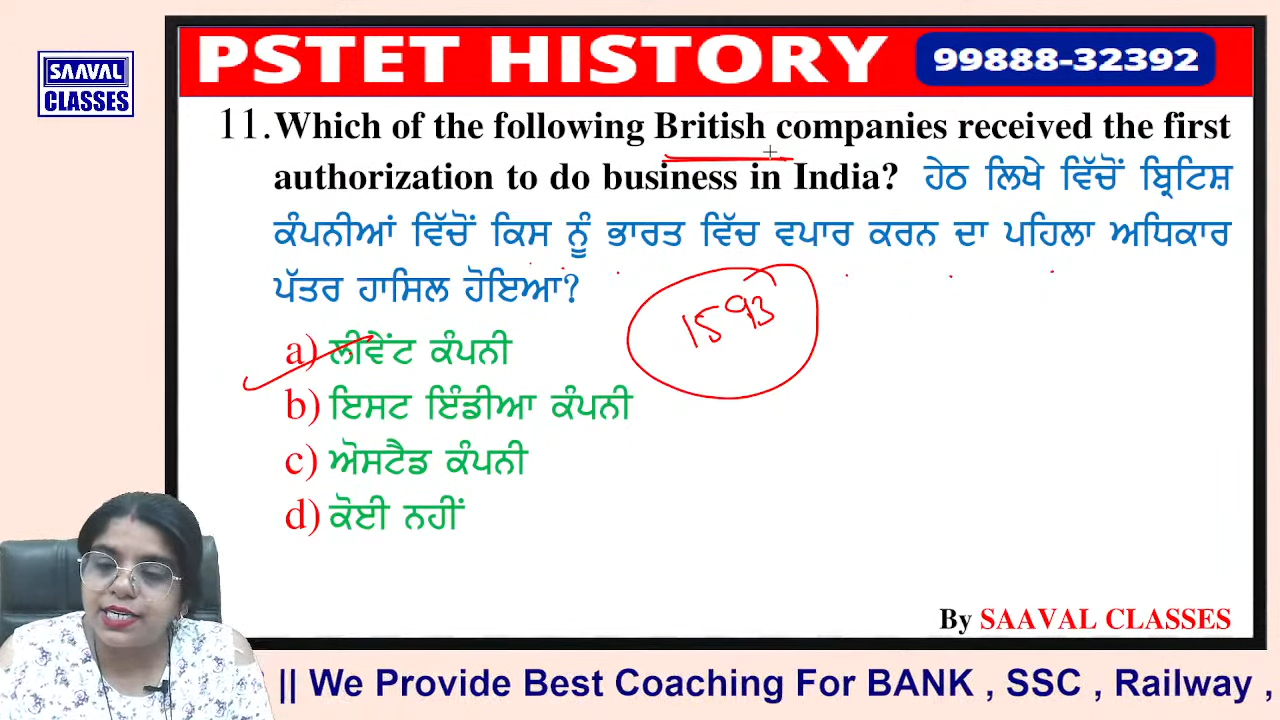 SAAVAL
CLASSES
PSTET HISTORY
99888-32392
11. Which of the following British companies received the first
authorization to do business in India? ਹੇਠ ਲਿਖੇ ਵਿੱਚੋਂ ਬ੍ਰਿਟਿਸ਼
ਕੰਪਨੀਆਂ ਵਿੱਚੋਂ ਕਿਸ ਨੂੰ ਭਾਰਤ ਵਿੱਚ ਵਪਾਰ ਕਰਨ ਦਾ ਪਹਿਲਾ ਅਧਿਕਾਰ
ਪੱਤਰ ਹਾਸਿਲ ਹੋਇਆ?
1593
a) ਲੀਵੈਂਟ ਕੰਪਨੀ
b) ਇਸਟ ਇੰਡੀਆ ਕੰਪਨੀ
c) ਅੋਸਟੈਡ ਕੰਪਨੀ
d) ਕੋਈ ਨਹੀਂ
By SAAVAL CLASSES
|| We Provide Best Coaching For BANK , SSC , Railway ,